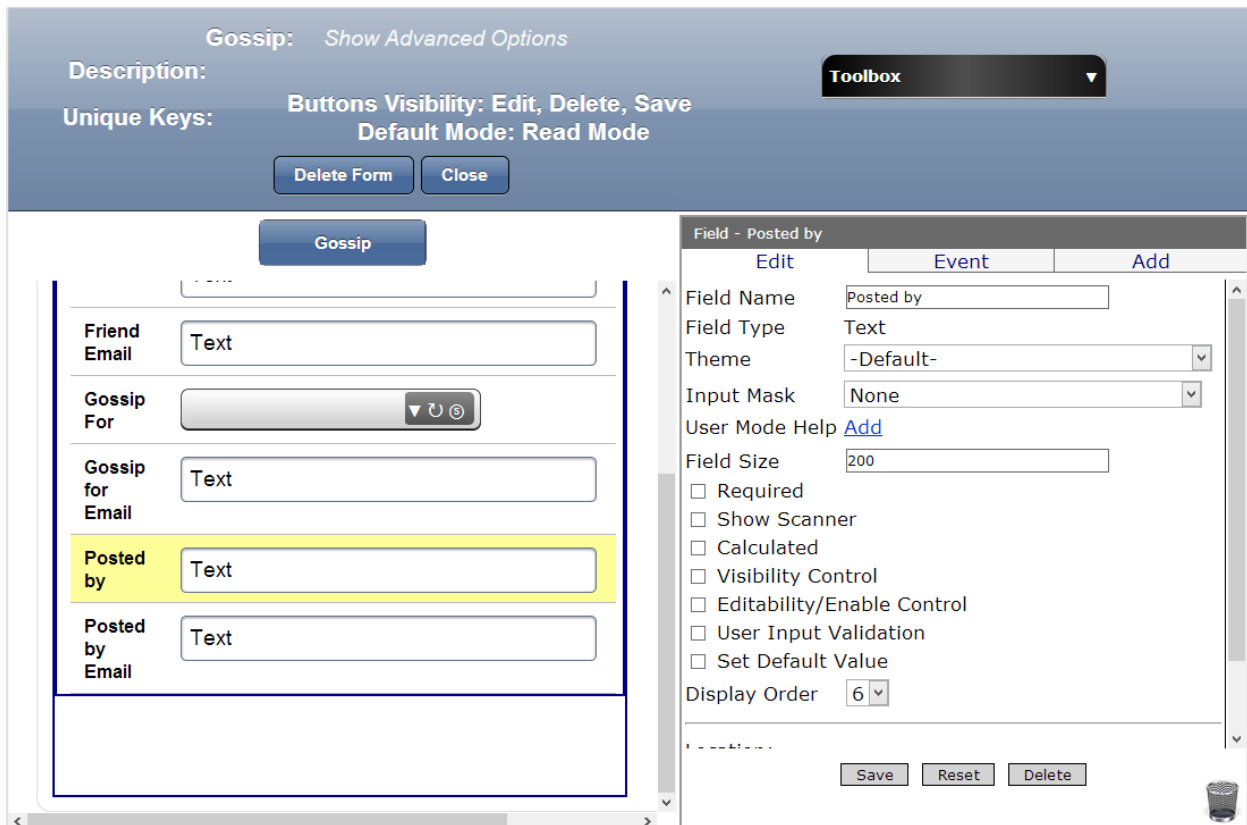 Gossip: Show Advanced Options
Description:
Unique Keys:
Buttons Visibility: Edit, Delete, Save
Default Mode: Read Mode
Toolbox
Delete Form Close
Gossip
Friend
Email
Text
Gossip
For
Gossip
for
Email
Text
Posted
by
Text
Posted
by
Email
Text
Field - Posted by
Edit Event Add
Field Name Posted by
Field Type Text
Theme -Default-
Input Mask None
User Mode Help Add
Field Size 200
Required
Show Scanner
Calculated
Visibility Control
Editability/Enable Control
User Input Validation
Set Default Value
Display Order 6
Save Reset Delete